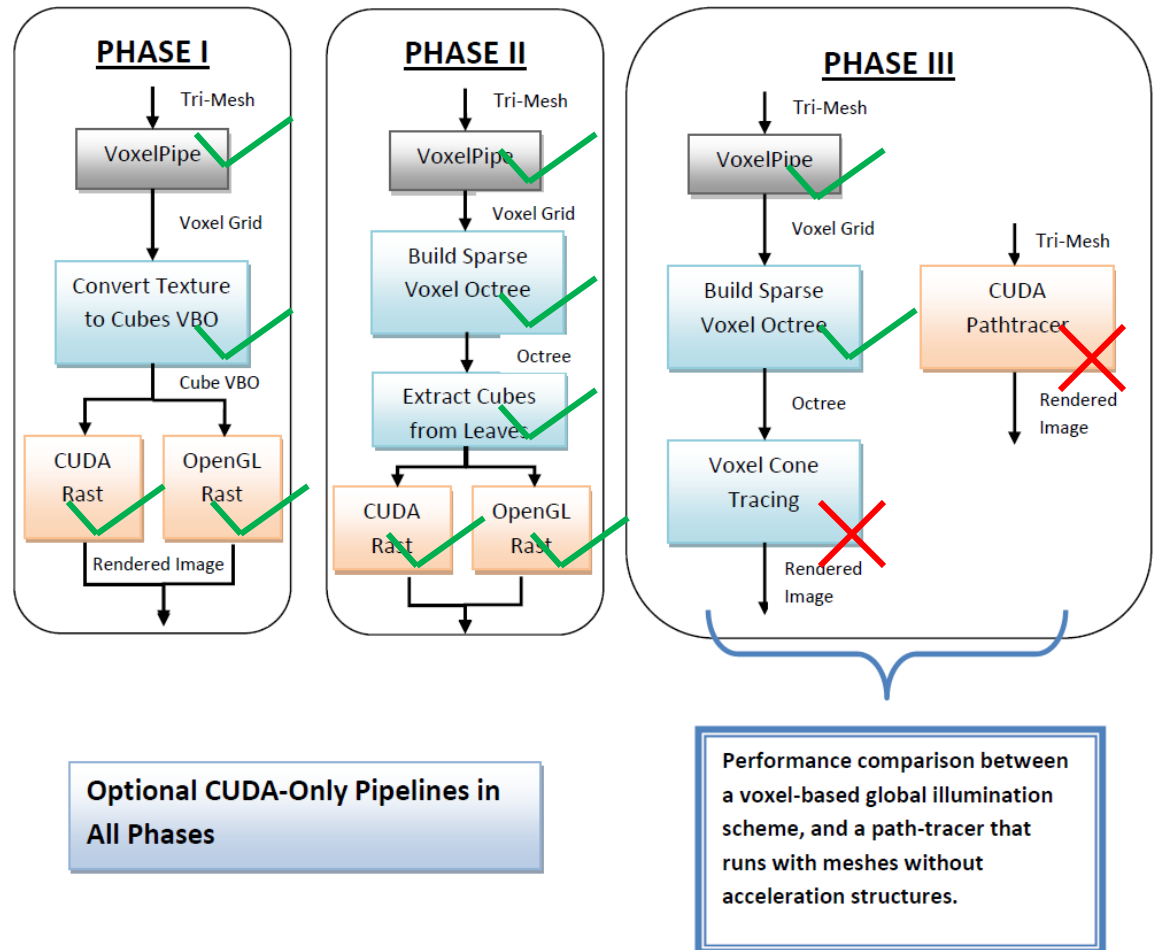 PHASE I
Tri-Mesh
VoxelPipe
Voxel Grid
Convert Texture
to Cubes VBO
Cube VBO
CUDA
Rast
OpenGL
Rast
Rendered Image
PHASE II
Tri-Mesh
VoxelPipe
Voxel Grid
Build Sparse
Voxel Octree
Octree
Extract Cubes
from Leaves
CUDA
Rast
OpenGL
Rast
PHASE III
Tri-Mesh
VoxelPipe
Voxel Grid
Build Sparse
Voxel Octree
Octree
Voxel Cone
Tracing
Rendered
Image
Tri-Mesh
CUDA
Pathtracer
Rendered
Image
Optional CUDA-Only Pipelines in
All Phases
Performance comparison between
a voxel-based global illumination
scheme, and a path-tracer that
runs with meshes without
acceleration structures.